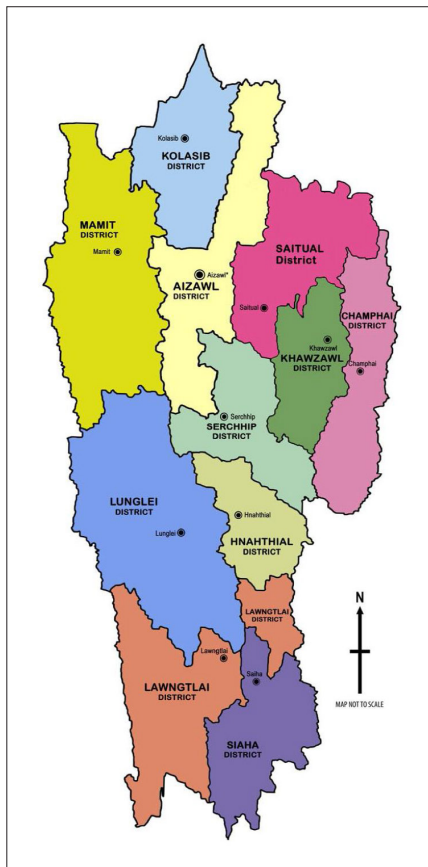 Kolasib
KOLASIB
DISTRICT
MAMIT
DISTRICT
Mamit
SAITUAL
District
Aizawl*
AIZAWL
DISTRICT
Saitual
CHAMPHAI
DISTRICT
Khawzawl
KHAWZAWL
DISTRICT
Champhai
Serchhip
SERCHHIP
DISTRICT
LUNGLEI
DISTRICT
Lunglei
Hnahthial
HNAHTHIAL
DISTRICT
LAWNGTLAI
DISTRICT
N
Lawngtlai
LAWNGTLAI
DISTRICT
Saiha
MAP NOT TO SCALE
SIAHA
DISTRICT